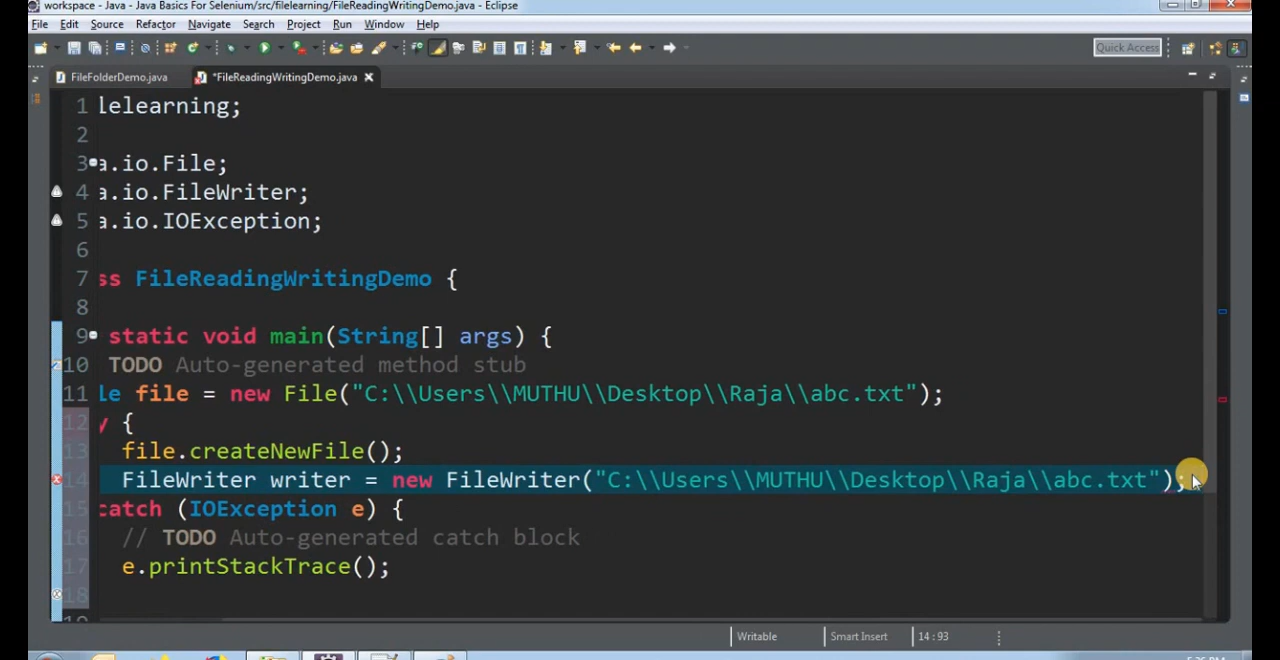 workspace - Java - Java Basics For Selenium/src/filelearning/FileReadingWritingDemo.java - Eclipse
File Edit Source Refactor Navigate Search Project Run Window Help
Quick Access
FileFolderDemo.java *FileReadingWritingDemo.java
1 lelearning;
2
3 a.io.File;
4 a.io.FileWriter;
5 a.io.IOException;
6
7 ss FileReadingWritingDemo {
8
9 static void main(String[] args) {
10 TODO Auto-generated method stub
11 le file = new File("C:\\Users\\MUTHU\\Desktop\\Raja\\abc.txt");
12 y {
13 file.createNewFile();
14 FileWriter writer = new FileWriter("C:\\Users\\MUTHU\\Desktop\\Raja\\abc.txt");
15 catch (IOException e) {
16 // TODO Auto-generated catch block
17 e.printStackTrace();
18
Writable Smart Insert 14 : 93